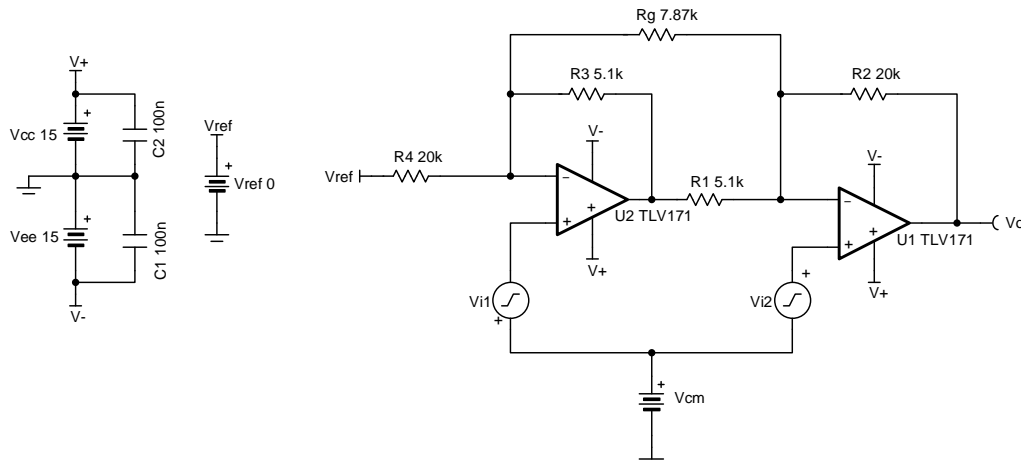 Rg 7.87k
R3 5.1k
R2 20k
V+
+
Vcc 15
C2 100n
Vref
+
Vref 0
V-
V-
Vref
R4 20k
−
+
+
U2 TLV171
R1 5.1k
−
+
+
U1 TLV171
Vo
+
Vee 15
C1 100n
V+
V+
V-
Vi1
+
Vi2
+
+
Vcm